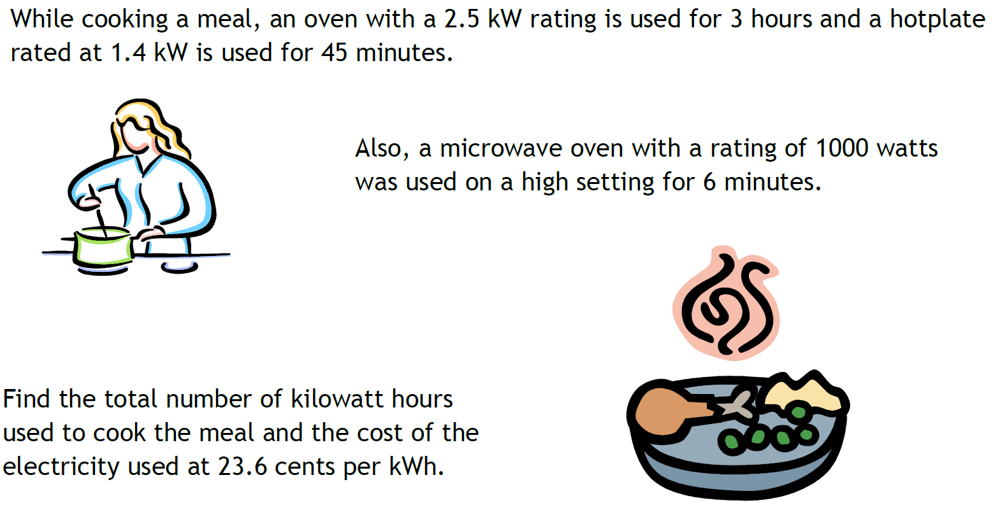 While cooking a meal, an oven with a 2.5 kW rating is used for 3 hours and a hotplate
rated at 1.4 kW is used for 45 minutes.
Also, a microwave oven with a rating of 1000 watts
was used on a high setting for 6 minutes.
Find the total number of kilowatt hours
used to cook the meal and the cost of the
electricity used at 23.6 cents per kWh.